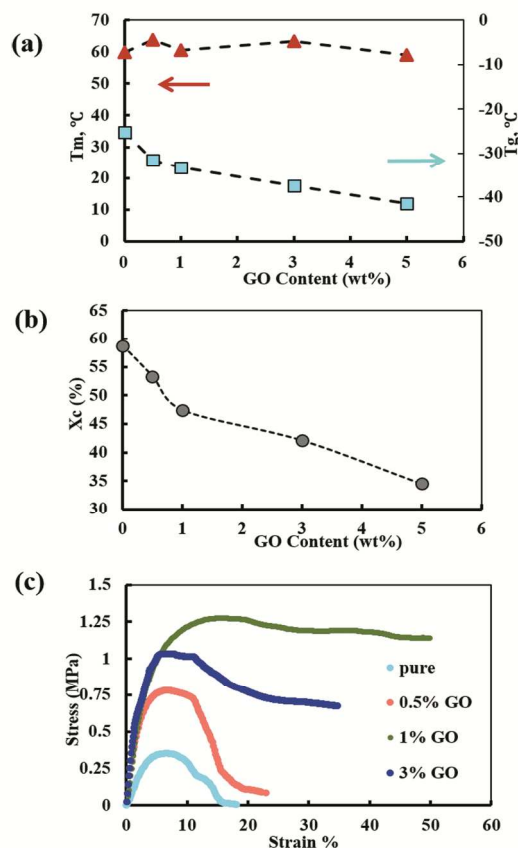 (a)
70
60
50
40
30
20
10
0
Tm, ℃
0
-10
-20
-30
-40
-50
Tg, ℃
0 1 2 3 4 5 6
GO Content (wt%)
(b)
65
60
55
50
45
40
35
30
Xc (%)
0 1 2 3 4 5 6
GO Content (wt%)
(c)
1.5
1.25
1
0.75
0.5
0.25
0
Stress (MPa)
pure
0.5% GO
1% GO
3% GO
0 10 20 30 40 50 60
Strain %